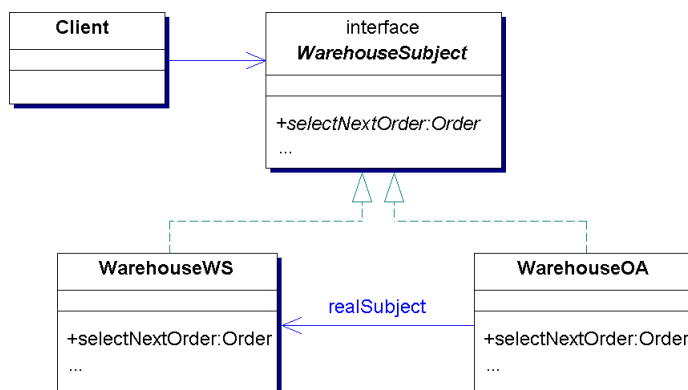 Client
interface
WarehouseSubject
+selectNextOrder:Order
...
WarehouseWS
+selectNextOrder:Order
...
realSubject
WarehouseOA
+selectNextOrder:Order
...